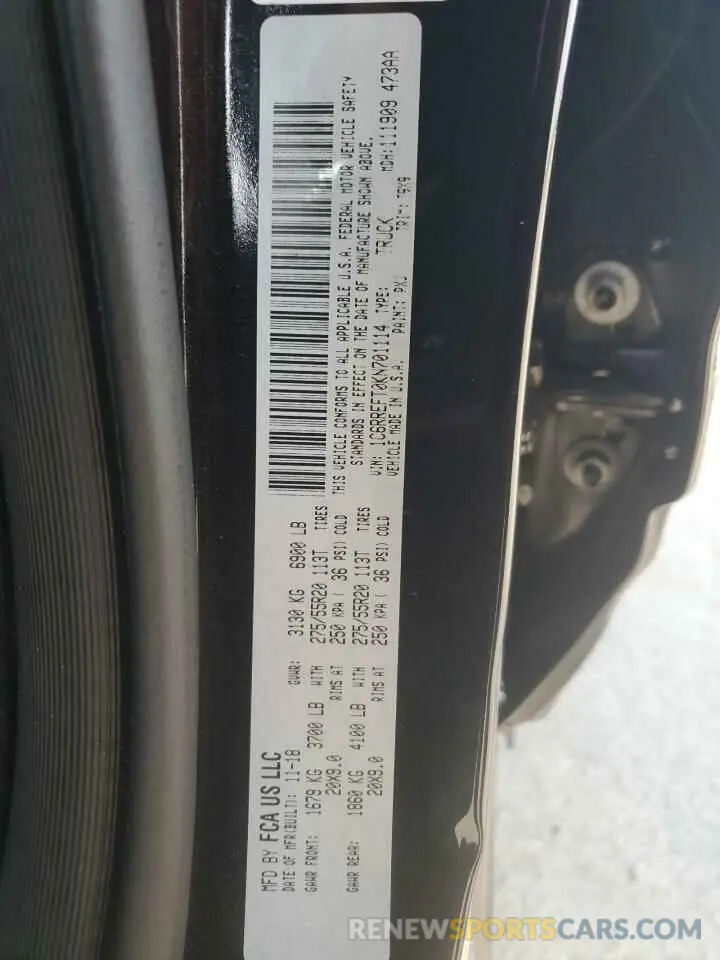 MFD BY FCA US LLC
DATE OF MFR(BUILT): 11-18 GVWR: 3130 KG 6900 LB
GAWR FRONT: 1679 KG 3700 LB WITH 275/55R20 113T TIRES
20X9.0 RIMS AT 250 KPA ( 36 PSI) COLD
GAWR REAR: 1860 KG 4100 LB WITH 275/55R20 113T TIRES
20X9.0 RIMS AT 250 KPA ( 36 PSI) COLD
THIS VEHICLE CONFORMS TO ALL APPLICABLE U.S.A. FEDERAL MOTOR VEHICLE SAFETY
STANDARDS IN EFFECT ON THE DATE OF MANUFACTURE SHOWN ABOVE.
VIN: 1C6RREFT0KN701114 TYPE: TRUCK MDH:111909 473AA
VEHICLE MADE IN U.S.A. PAINT: PXJ TRIM: T9X9
RENEWSPORTSCARS.COM